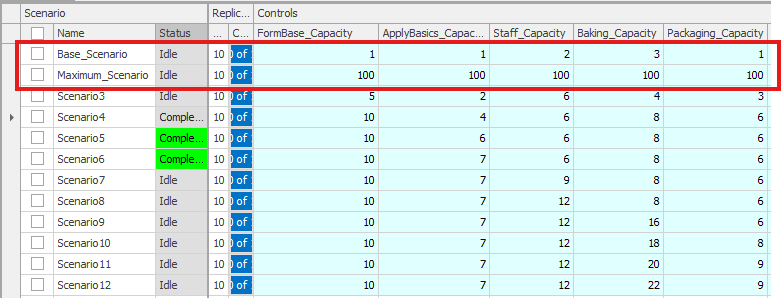 Scenario Replic... Controls
Name Status ... C... FormBase_Capacity ApplyBasics_Capac... Staff_Capacity Baking_Capacity Packaging_Capacity
Base_Scenario Idle 10 0 of 1 1 2 3 1
Maximum_Scenario Idle 10 0 of 100 100 100 100 100
Scenario3 Idle 10 0 of 5 2 6 4 3
Scenario4 Comple... 10 0 of 10 4 6 8 6
Scenario5 Comple... 10 0 of 10 6 6 8 6
Scenario6 Comple... 10 0 of 10 7 6 8 6
Scenario7 Idle 10 0 of 10 7 9 8 6
Scenario8 Idle 10 0 of 10 7 12 8 6
Scenario9 Idle 10 0 of 10 7 12 16 6
Scenario10 Idle 10 0 of 10 7 12 18 8
Scenario11 Idle 10 0 of 10 7 12 20 9
Scenario12 Idle 10 0 of 10 7 12 22 9